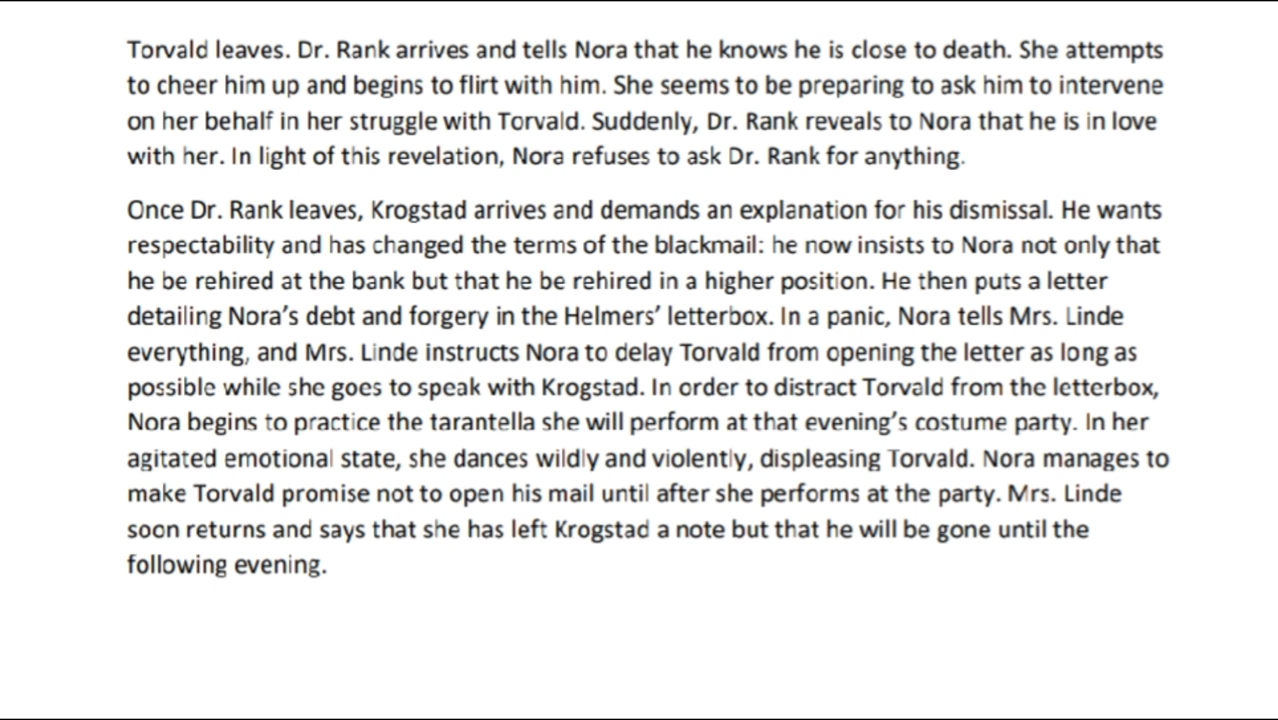 Torvald leaves. Dr. Rank arrives and tells Nora that he knows he is close to death. She attempts
to cheer him up and begins to flirt with him. She seems to be preparing to ask him to intervene
on her behalf in her struggle with Torvald. Suddenly, Dr. Rank reveals to Nora that he is in love
with her. In light of this revelation, Nora refuses to ask Dr. Rank for anything.
Once Dr. Rank leaves, Krogstad arrives and demands an explanation for his dismissal. He wants
respectability and has changed the terms of the blackmail: he now insists to Nora not only that
he be rehired at the bank but that he be rehired in a higher position. He then puts a letter
detailing Nora’s debt and forgery in the Helmers’ letterbox. In a panic, Nora tells Mrs. Linde
everything, and Mrs. Linde instructs Nora to delay Torvald from opening the letter as long as
possible while she goes to speak with Krogstad. In order to distract Torvald from the letterbox,
Nora begins to practice the tarantella she will perform at that evening’s costume party. In her
agitated emotional state, she dances wildly and violently, displeasing Torvald. Nora manages to
make Torvald promise not to open his mail until after she performs at the party. Mrs. Linde
soon returns and says that she has left Krogstad a note but that he will be gone until the
following evening.